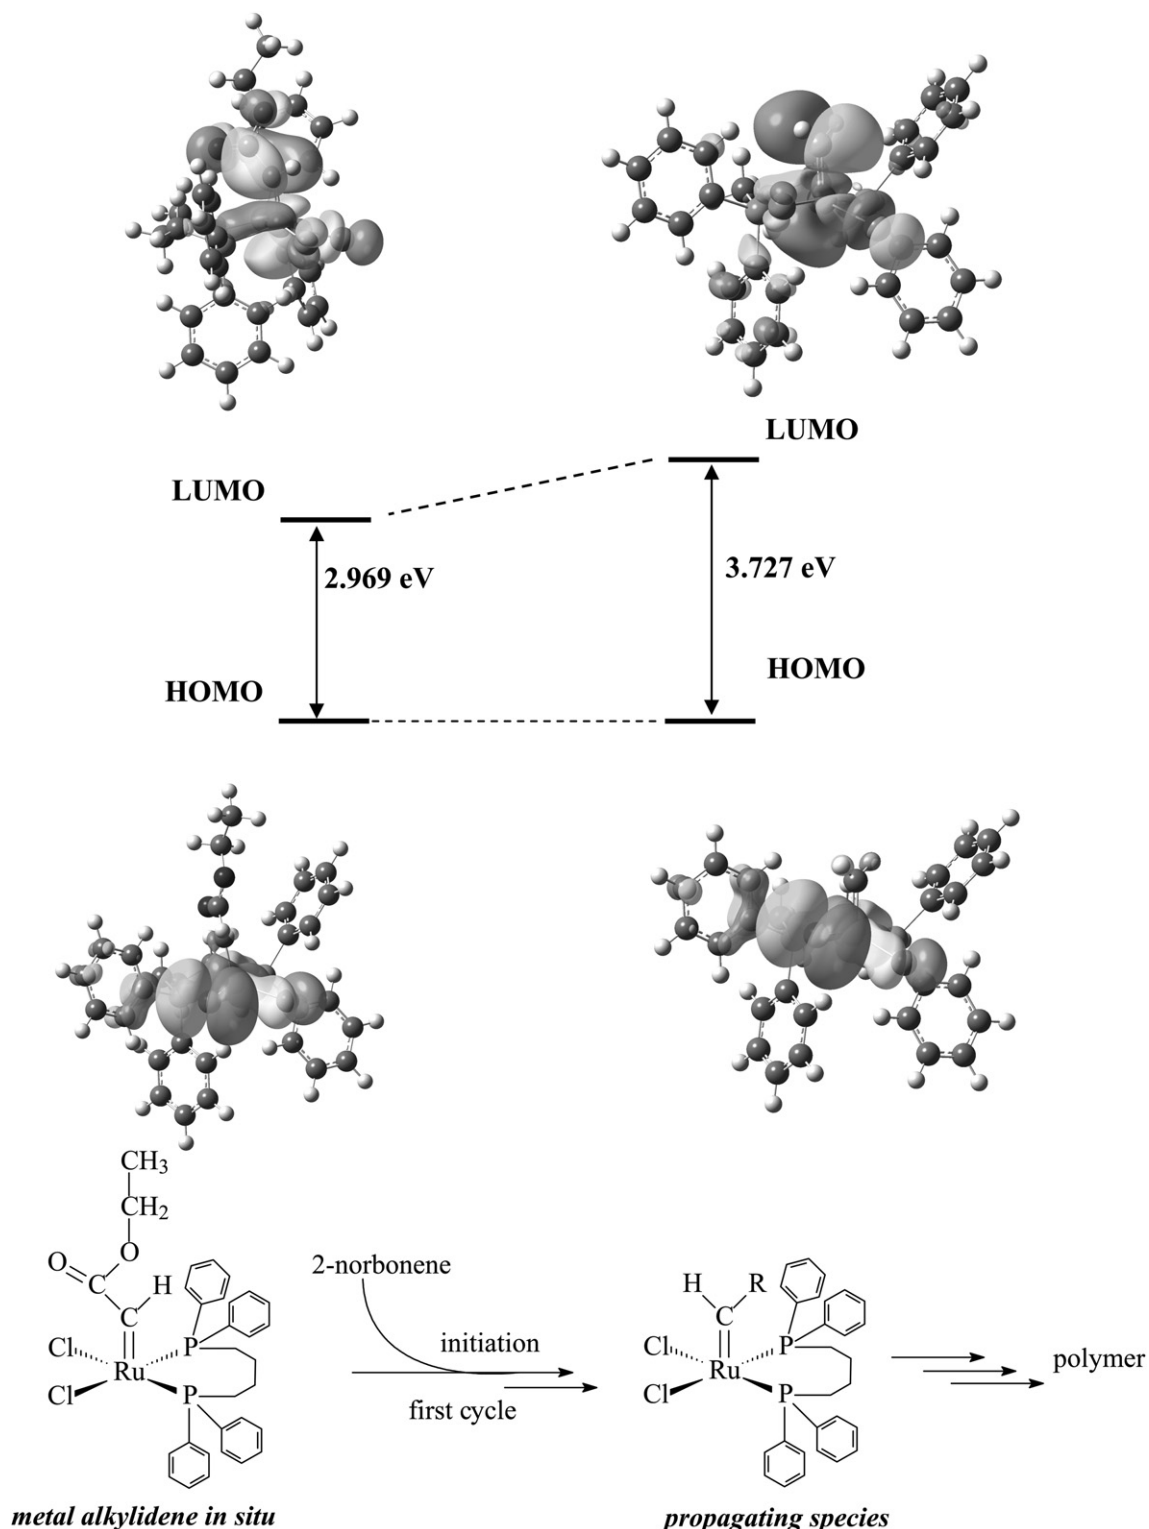 LUMO
LUMO
2.969 eV
3.727 eV
HOMO
HOMO
CH3
CH2
O
O
C
H
C
Cl
P
Ru
Cl
P
2-norbonene
initiation
first cycle
H
R
C
Cl
P
Ru
Cl
P
polymer
metal alkylidene in situ
propagating species